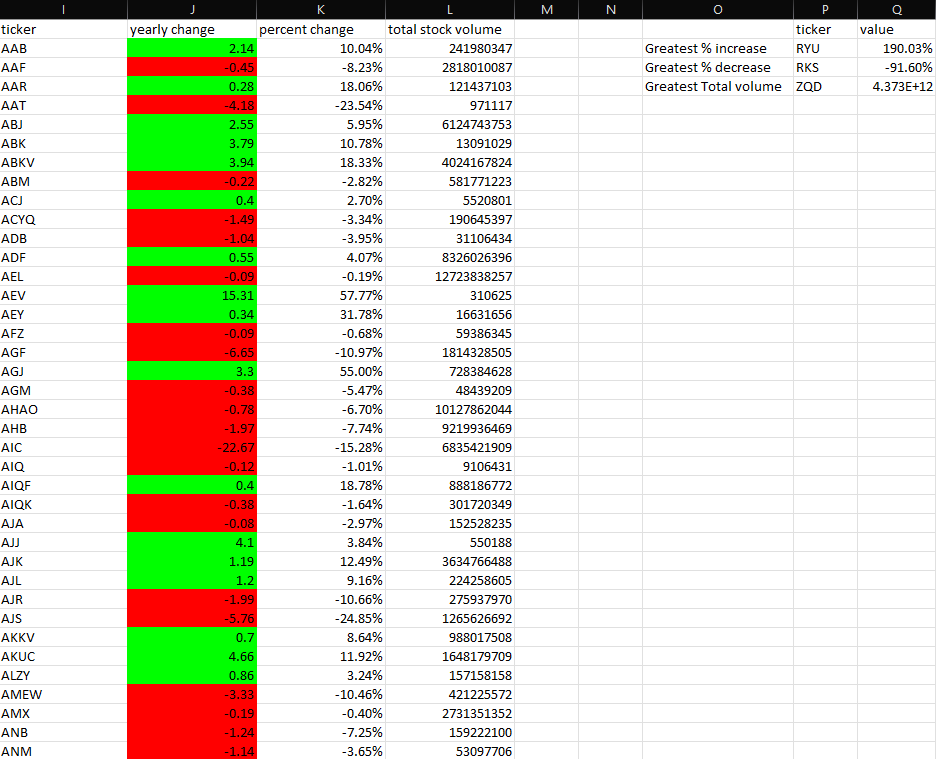 I J K L M N O P Q
ticker yearly change percent change total stock volume ticker value
AAB 2.14 10.04% 241980347 Greatest % increase RYU 190.03%
AAF -0.45 -8.23% 2818010087 Greatest % decrease RKS -91.60%
AAR 0.28 18.06% 121437103 Greatest Total volume ZQD 4.373E+12
AAT -4.18 -23.54% 971117
ABJ 2.55 5.95% 6124743753
ABK 3.79 10.78% 13091029
ABKV 3.94 18.33% 4024167824
ABM -0.22 -2.82% 581771223
ACJ 0.4 2.70% 5520801
ACYQ -1.49 -3.34% 190645397
ADB -1.04 -3.95% 31106434
ADF 0.55 4.07% 8326026396
AEL -0.09 -0.19% 12723838257
AEV 15.31 57.77% 310625
AEY 0.34 31.78% 16631656
AFZ -0.09 -0.68% 59386345
AGF -6.65 -10.97% 1814328505
AGJ 3.3 55.00% 728384628
AGM -0.38 -5.47% 48439209
AHAO -0.78 -6.70% 10127862044
AHB -1.97 -7.74% 9219936469
AIC -22.67 -15.28% 6835421909
AIQ -0.12 -1.01% 9106431
AIQF 0.4 18.78% 888186772
AIQK -0.38 -1.64% 301720349
AJA -0.08 -2.97% 152528235
AJJ 4.1 3.84% 550188
AJK 1.19 12.49% 3634766488
AJL 1.2 9.16% 224258605
AJR -1.99 -10.66% 275937970
AJS -5.76 -24.85% 1265626692
AKKV 0.7 8.64% 988017508
AKUC 4.66 11.92% 1648179709
ALZY 0.86 3.24% 157158158
AMEW -3.33 -10.46% 421225572
AMX -0.19 -0.40% 2731351352
ANB -1.24 -7.25% 159222100
ANM -1.14 -3.65% 53097706